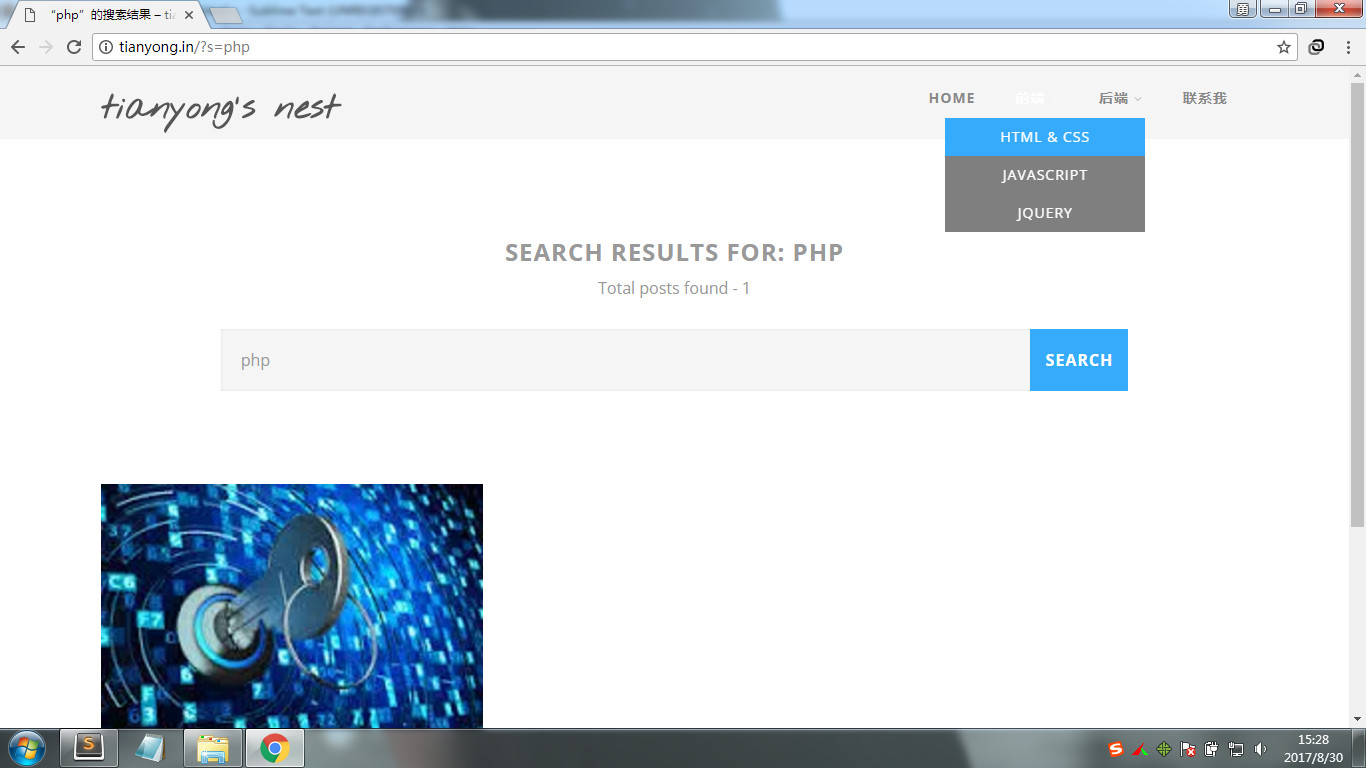 “php”的搜索结果 – ti
tianyong.in/?s=php
tianyong's nest
HOME 前端 后端 联系我
HTML & CSS
JAVASCRIPT
JQUERY
SEARCH RESULTS FOR: PHP
Total posts found - 1
php SEARCH
15:28
2017/8/30